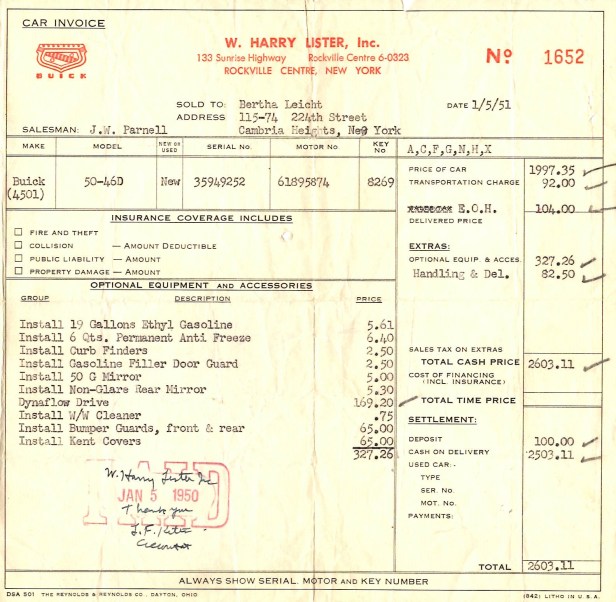 CAR INVOICE
BUICK
W. HARRY LISTER, Inc.
133 Sunrise Highway Rockville Centre 6-0323
ROCKVILLE CENTRE, NEW YORK
No 1652
SOLD TO: Bertha Leicht DATE 1/5/51
ADDRESS 115-74 224th Street
SALESMAN: J.W. Parnell Cambria Heights, New York
MAKE MODEL NEW OR USED SERIAL NO. MOTOR NO. KEY NO A,C,F,G,N,H,X
Buick (4501) 50-46D New 35949252 61895874 8269
PRICE OF CAR 1997.35
TRANSPORTATION CHARGE 92.00
E.O.H. 104.00
DELIVERED PRICE
INSURANCE COVERAGE INCLUDES
FIRE AND THEFT
COLLISION — AMOUNT DEDUCTIBLE
PUBLIC LIABILITY — AMOUNT
PROPERTY DAMAGE — AMOUNT
EXTRAS:
OPTIONAL EQUIP. & ACCES. 327.26
Handling & Del. 82.50
OPTIONAL EQUIPMENT AND ACCESSORIES
GROUP DESCRIPTION PRICE
Install 19 Gallons Ethyl Gasoline 5.61
Install 6 Qts. Permanent Anti Freeze 6.40
Install Curb Finders 2.50
Install Gasoline Filler Door Guard 2.50
Install 50 G Mirror 5.00
Install Non-Glare Rear Mirror 5.30
Dynaflow Drive 169.20
Install W/W Cleaner .75
Install Bumper Guards, front & rear 65.00
Install Kent Covers 65.00
327.26
SALES TAX ON EXTRAS
TOTAL CASH PRICE 2603.11
COST OF FINANCING
(INCL. INSURANCE)
TOTAL TIME PRICE
SETTLEMENT:
DEPOSIT 100.00
CASH ON DELIVERY 2503.11
USED CAR:-
TYPE
SER. NO.
MOT. NO.
PAYMENTS:
TOTAL 2603.11
PAID
W. Harry Lister Inc
JAN 5 1950
Thank you
ALWAYS SHOW SERIAL, MOTOR AND KEY NUMBER
DSA 501 THE REYNOLDS & REYNOLDS CO., DAYTON, OHIO (842) LITHO IN U.S.A.